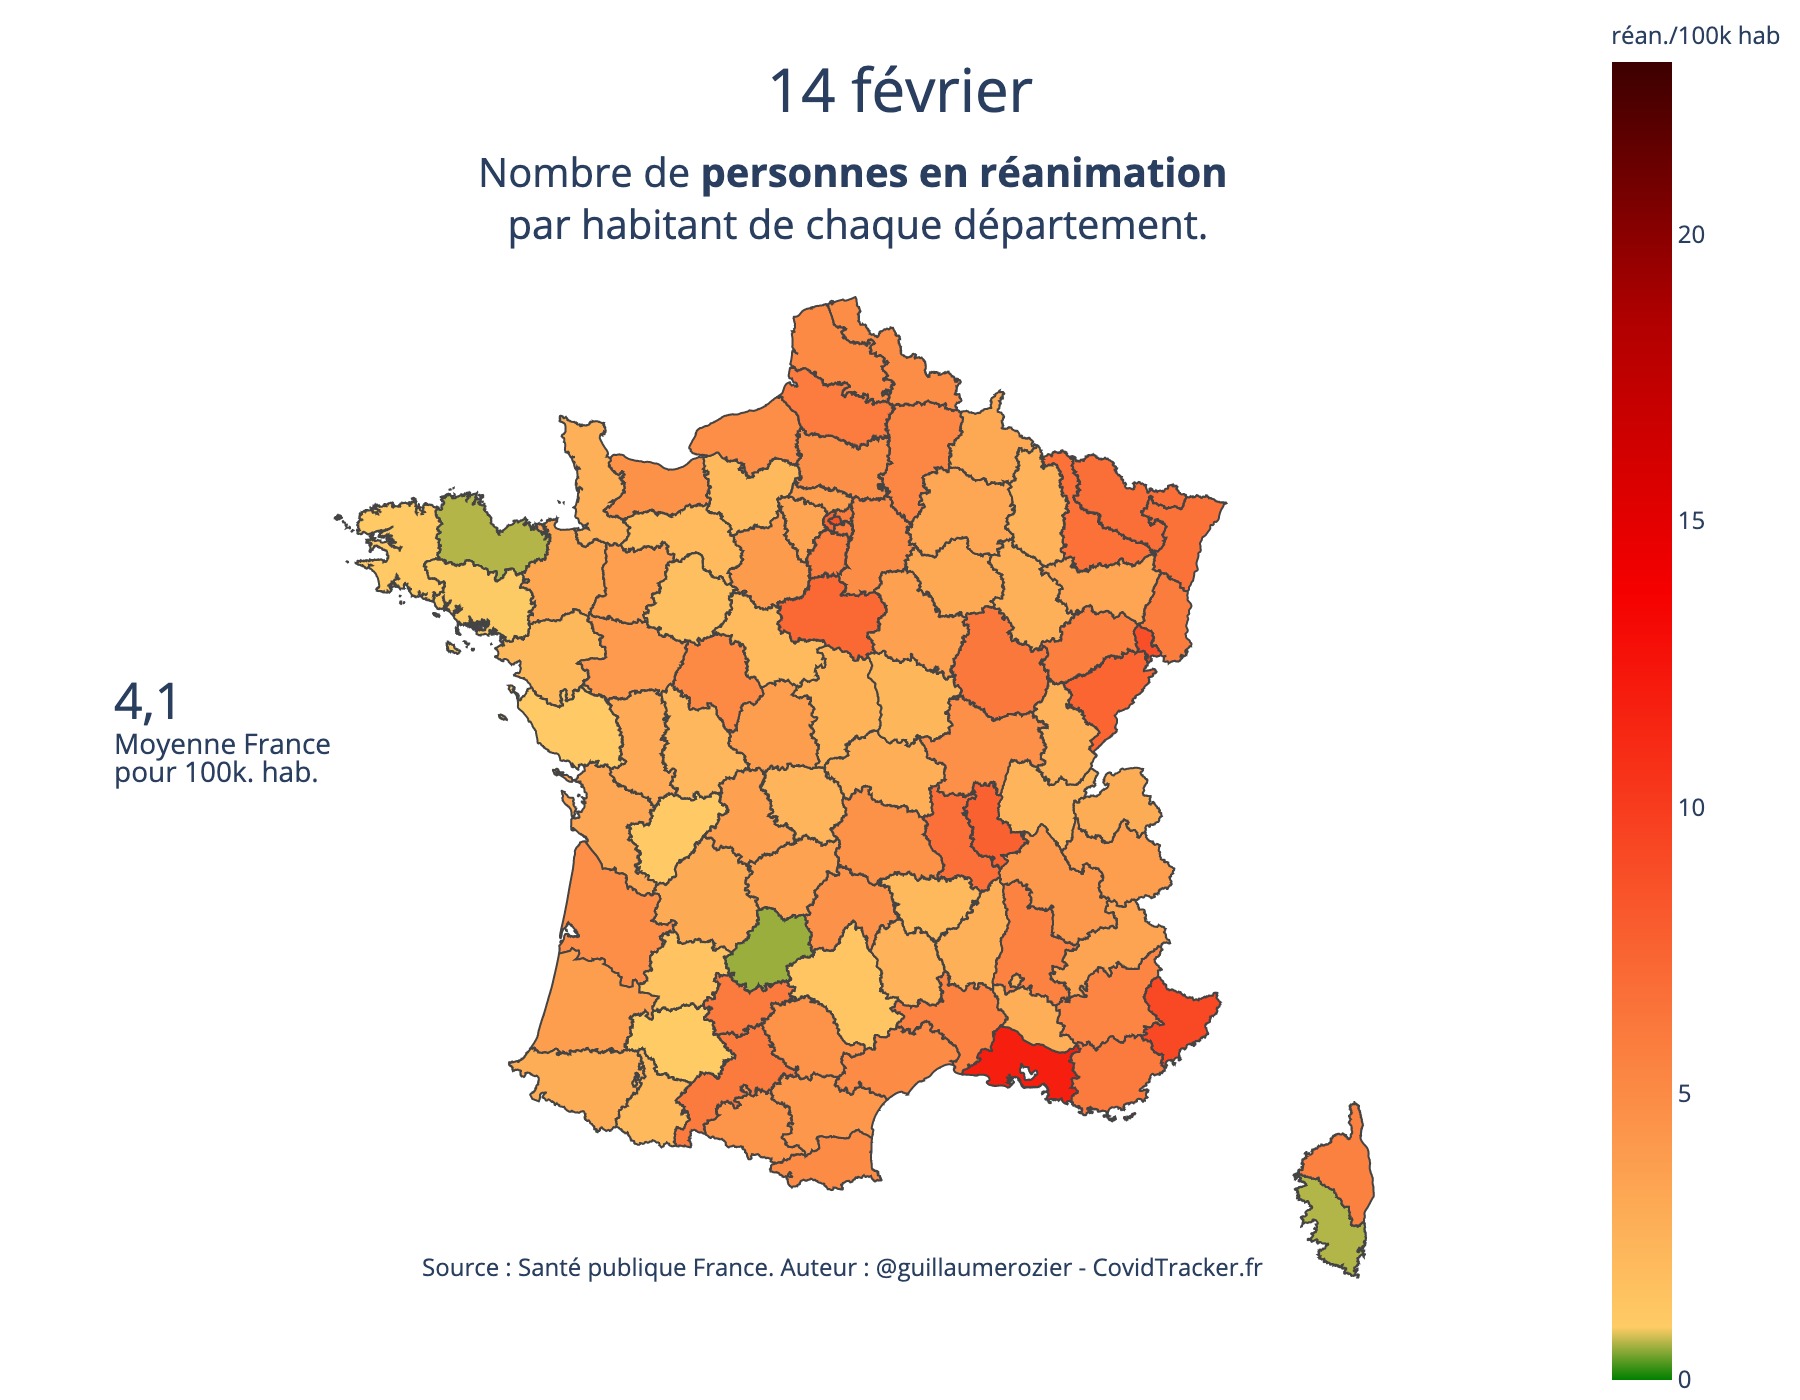 réan./100k hab
14 février
Nombre de personnes en réanimation
par habitant de chaque département.
20
15
4,1
Moyenne France
pour 100k. hab.
10
5
Source : Santé publique France. Auteur : @guillaumerozier - CovidTracker.fr
0